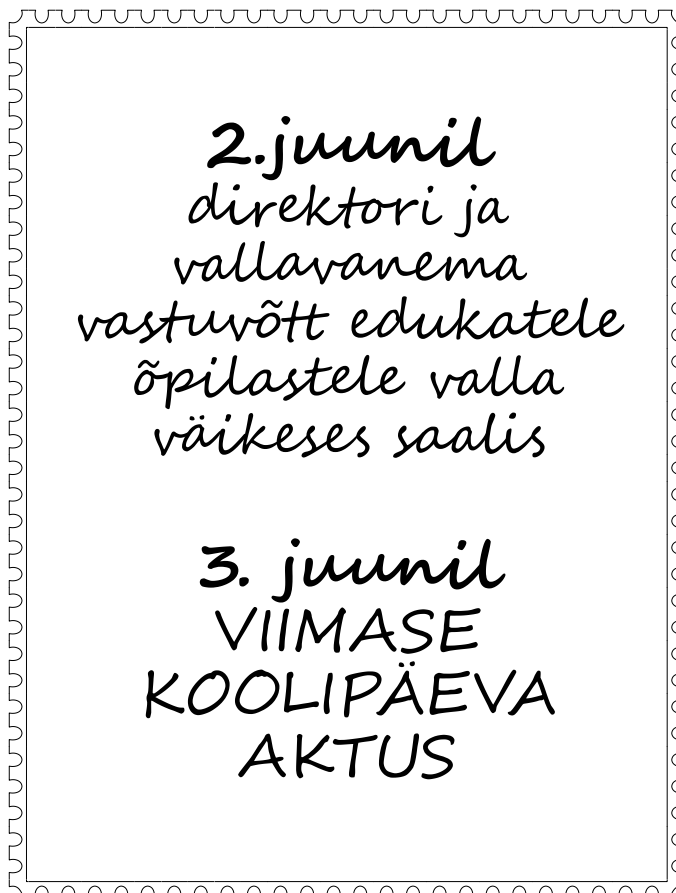 2.juunil
direktori ja
vallavanema
vastuvõtt edukatele
õpilastele valla
väikeses saalis
3. juunil
VIIMASE
KOOLIPÄEVA
AKTUS